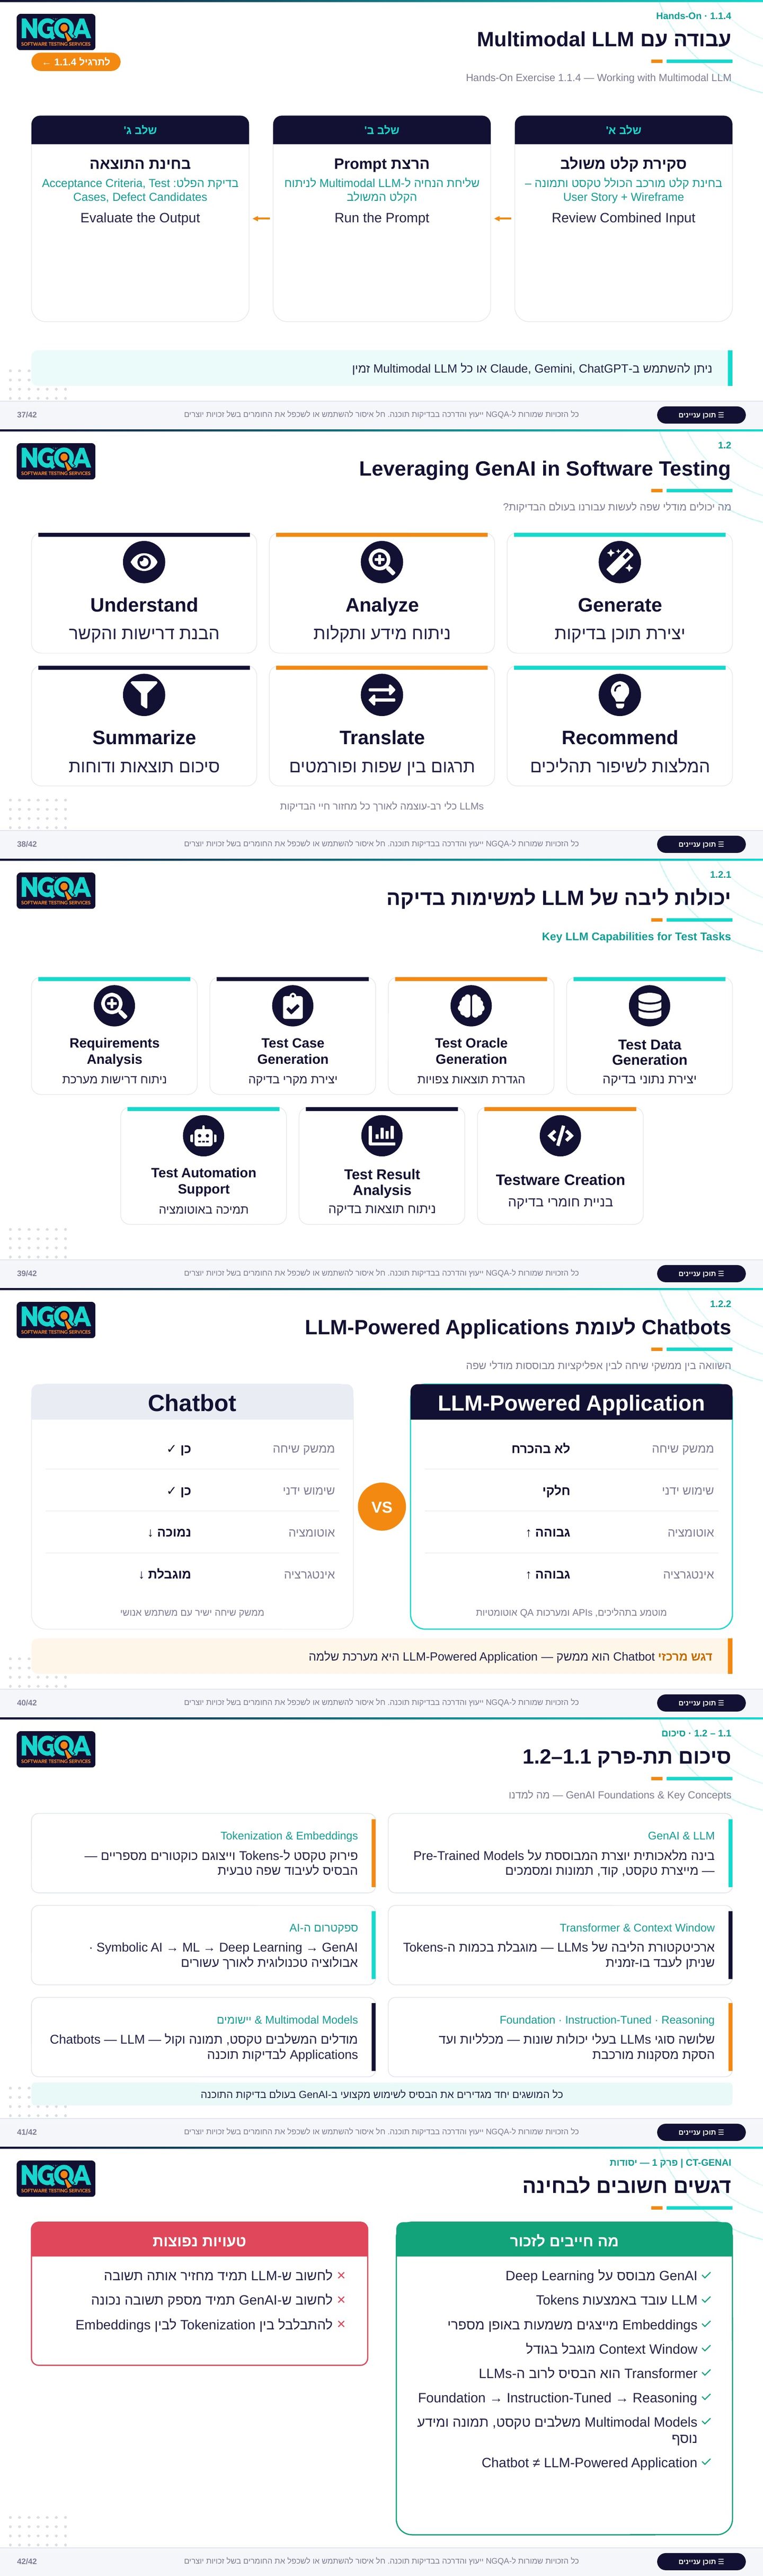 NGQA
SOFTWARE TESTING SERVICES
Hands-On · 1.1.4
עבודה עם Multimodal LLM
לתרגיל 1.1.4 ←
Hands-On Exercise 1.1.4 — Working with Multimodal LLM
שלב א'
סקירת קלט משולב
בחינת קלט מורכב הכולל טקסט ותמונה –
User Story + Wireframe
Review Combined Input
שלב ב'
הרצת Prompt
שליחת הנחיה ל-Multimodal LLM לניתוח
הקלט המשולב
Run the Prompt
שלב ג'
בחינת התוצאה
בדיקת הפלט: Acceptance Criteria, Test
Cases, Defect Candidates
Evaluate the Output
ניתן להשתמש ב-Claude, Gemini, ChatGPT או כל Multimodal LLM זמין
☰ תוכן עניינים
כל הזכויות שמורות ל-NGQA ייעוץ והדרכה בבדיקות תוכנה. חל איסור להשתמש או לשכפל את החומרים בשל זכויות יוצרים
37/42
NGQA
SOFTWARE TESTING SERVICES
1.2
Leveraging GenAI in Software Testing
מה יכולים מודלי שפה לעשות עבורנו בעולם הבדיקות?
Generate
יצירת תוכן בדיקות
Analyze
ניתוח מידע ותקלות
Understand
הבנת דרישות והקשר
Recommend
המלצות לשיפור תהליכים
Translate
תרגום בין שפות ופורמטים
Summarize
סיכום תוצאות ודוחות
LLMs כלי רב-עוצמה לאורך כל מחזור חיי הבדיקות
☰ תוכן עניינים
כל הזכויות שמורות ל-NGQA ייעוץ והדרכה בבדיקות תוכנה. חל איסור להשתמש או לשכפל את החומרים בשל זכויות יוצרים
38/42
NGQA
SOFTWARE TESTING SERVICES
1.2.1
יכולות ליבה של LLM למשימות בדיקה
Key LLM Capabilities for Test Tasks
Test Data
Generation
יצירת נתוני בדיקה
Test Oracle
Generation
הגדרת תוצאות צפויות
Test Case
Generation
יצירת מקרי בדיקה
Requirements
Analysis
ניתוח דרישות מערכת
Testware Creation
בניית חומרי בדיקה
Test Result
Analysis
ניתוח תוצאות בדיקה
Test Automation
Support
תמיכה באוטומציה
☰ תוכן עניינים
כל הזכויות שמורות ל-NGQA ייעוץ והדרכה בבדיקות תוכנה. חל איסור להשתמש או לשכפל את החומרים בשל זכויות יוצרים
39/42
NGQA
SOFTWARE TESTING SERVICES
1.2.2
Chatbots לעומת LLM-Powered Applications
השוואה בין ממשקי שיחה לבין אפליקציות מבוססות מודלי שפה
LLM-Powered Application
ממשק שיחה לא בהכרח
שימוש ידני חלקי
אוטומציה גבוהה ↑
אינטגרציה גבוהה ↑
מוטמע בתהליכים, APIs ומערכות QA אוטומטיות
VS
Chatbot
ממשק שיחה כן ✓
שימוש ידני כן ✓
אוטומציה נמוכה ↓
אינטגרציה מוגבלת ↓
ממשק שיחה ישיר עם משתמש אנושי
דגש מרכזי Chatbot הוא ממשק — LLM-Powered Application היא מערכת שלמה
☰ תוכן עניינים
כל הזכויות שמורות ל-NGQA ייעוץ והדרכה בבדיקות תוכנה. חל איסור להשתמש או לשכפל את החומרים בשל זכויות יוצרים
40/42
NGQA
SOFTWARE TESTING SERVICES
1.1 – 1.2 · סיכום
סיכום תת-פרק 1.1–1.2
GenAI Foundations & Key Concepts — מה למדנו
GenAI & LLM
בינה מלאכותית יוצרת המבוססת על Pre-Trained Models
— מייצרת טקסט, קוד, תמונות ומסמכים
Tokenization & Embeddings
פירוק טקסט ל-Tokens וייצוגם כוקטורים מספריים —
הבסיס לעיבוד שפה טבעית
Transformer & Context Window
ארכיטקטורת הליבה של LLMs — מוגבלת בכמות ה-Tokens
שניתן לעבד בו-זמנית
ספקטרום ה-AI
Symbolic AI → ML → Deep Learning → GenAI ·
אבולוציה טכנולוגית לאורך עשורים
Foundation · Instruction-Tuned · Reasoning
שלושה סוגי LLMs בעלי יכולות שונות — מכלליות ועד
הסקת מסקנות מורכבת
Multimodal Models & יישומים
מודלים המשלבים טקסט, תמונה וקול — Chatbots — LLM
Applications לבדיקות תוכנה
כל המושגים יחד מגדירים את הבסיס לשימוש מקצועי ב-GenAI בעולם בדיקות התוכנה
☰ תוכן עניינים
כל הזכויות שמורות ל-NGQA ייעוץ והדרכה בבדיקות תוכנה. חל איסור להשתמש או לשכפל את החומרים בשל זכויות יוצרים
41/42
NGQA
SOFTWARE TESTING SERVICES
CT-GENAI | פרק 1 — יסודות
דגשים חשובים לבחינה
מה חייבים לזכור
✓ GenAI מבוסס על Deep Learning
✓ LLM עובד באמצעות Tokens
✓ Embeddings מייצגים משמעות באופן מספרי
✓ Context Window מוגבל בגודל
✓ Transformer הוא הבסיס לרוב ה-LLMs
✓ Foundation → Instruction-Tuned → Reasoning
✓ Multimodal Models משלבים טקסט, תמונה ומידע
נוסף
✓ Chatbot ≠ LLM-Powered Application
טעויות נפוצות
✕ לחשוב ש-LLM תמיד מחזיר אותה תשובה
✕ לחשוב ש-GenAI תמיד מספק תשובה נכונה
✕ להתבלבל בין Tokenization לבין Embeddings
☰ תוכן עניינים
כל הזכויות שמורות ל-NGQA ייעוץ והדרכה בבדיקות תוכנה. חל איסור להשתמש או לשכפל את החומרים בשל זכויות יוצרים
42/42